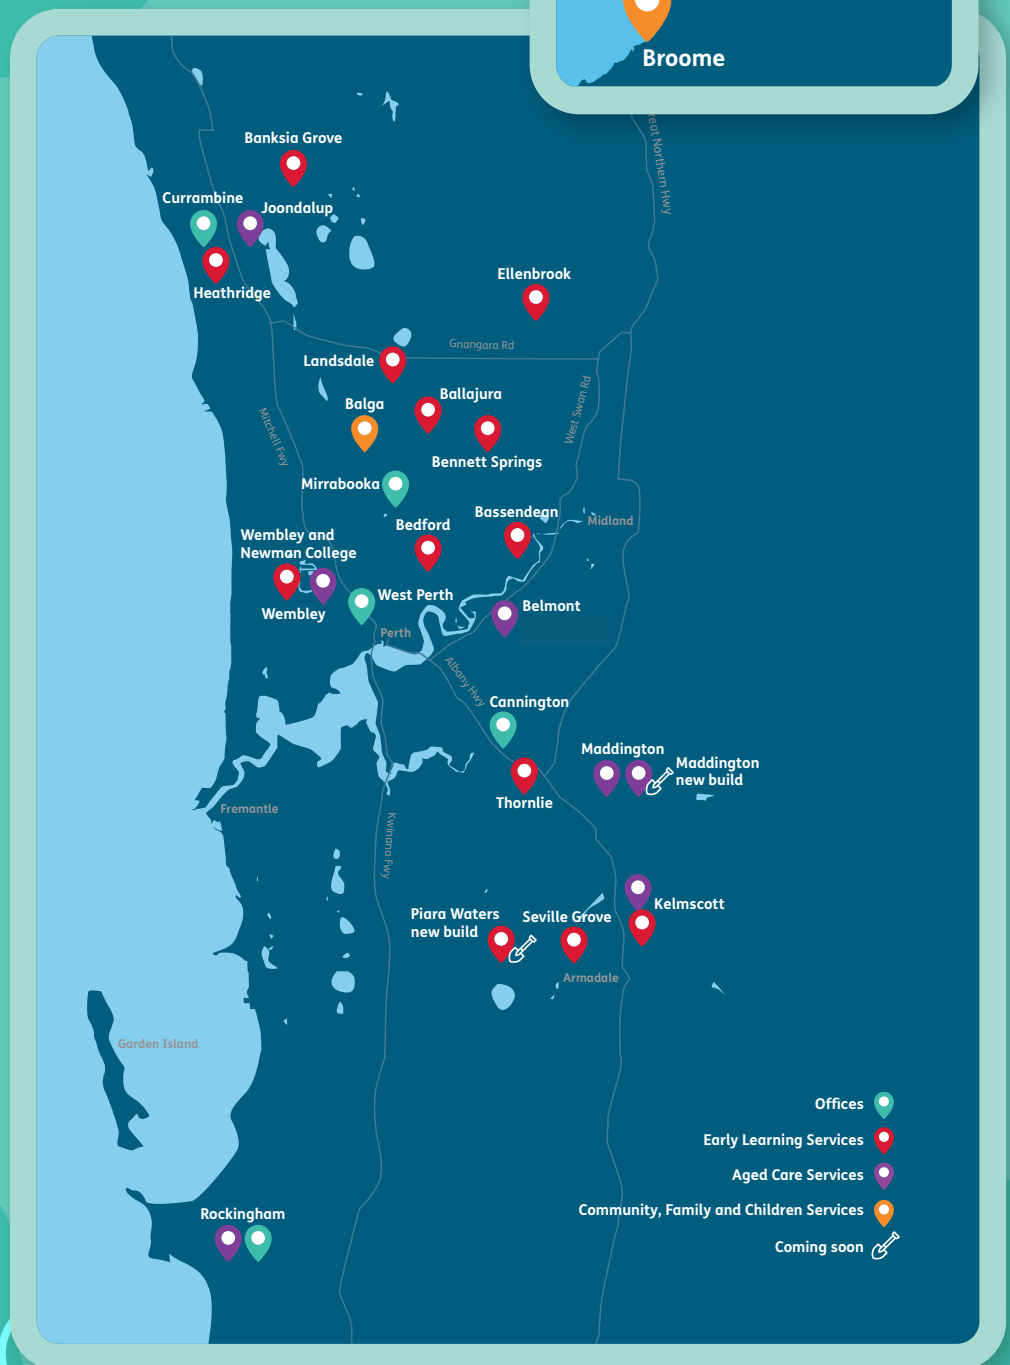 Broome
Great Northern Hwy
Banksia Grove
Currambine
Joondalup
Heathridge
Ellenbrook
Gnangara Rd
Landsdale
Ballajura
Balga
West Swan Rd
Mitchell Fwy
Bennett Springs
Mirrabooka
Bassendean
Midland
Bedford
Wembley and
Newman College
West Perth
Belmont
Wembley
Perth
Albany Hwy
Cannington
Maddington
Maddington
new build
Thornlie
Fremantle
Kwinana Fwy
Kelmscott
Piara Waters
new build
Seville Grove
Armadale
Garden Island
Offices
Early Learning Services
Aged Care Services
Community, Family and Children Services
Coming soon
Rockingham